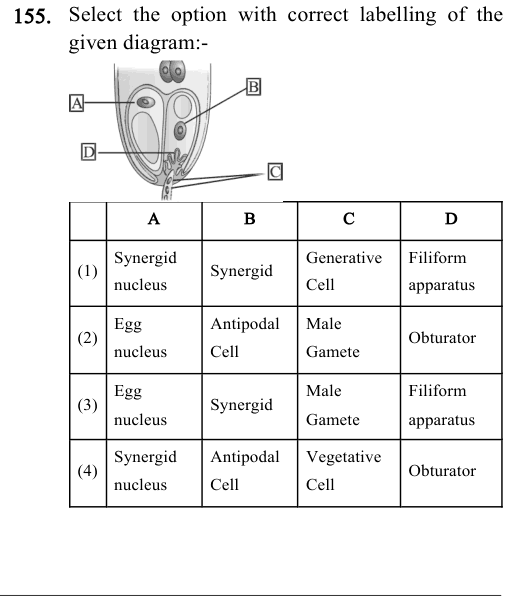 155. Select the option with correct labelling of the
given diagram:-
A
B
D
C
A B C D
(1) Synergid nucleus Synergid Generative Cell Filiform apparatus
(2) Egg nucleus Antipodal Cell Male Gamete Obturator
(3) Egg nucleus Synergid Male Gamete Filiform apparatus
(4) Synergid nucleus Antipodal Cell Vegetative Cell Obturator